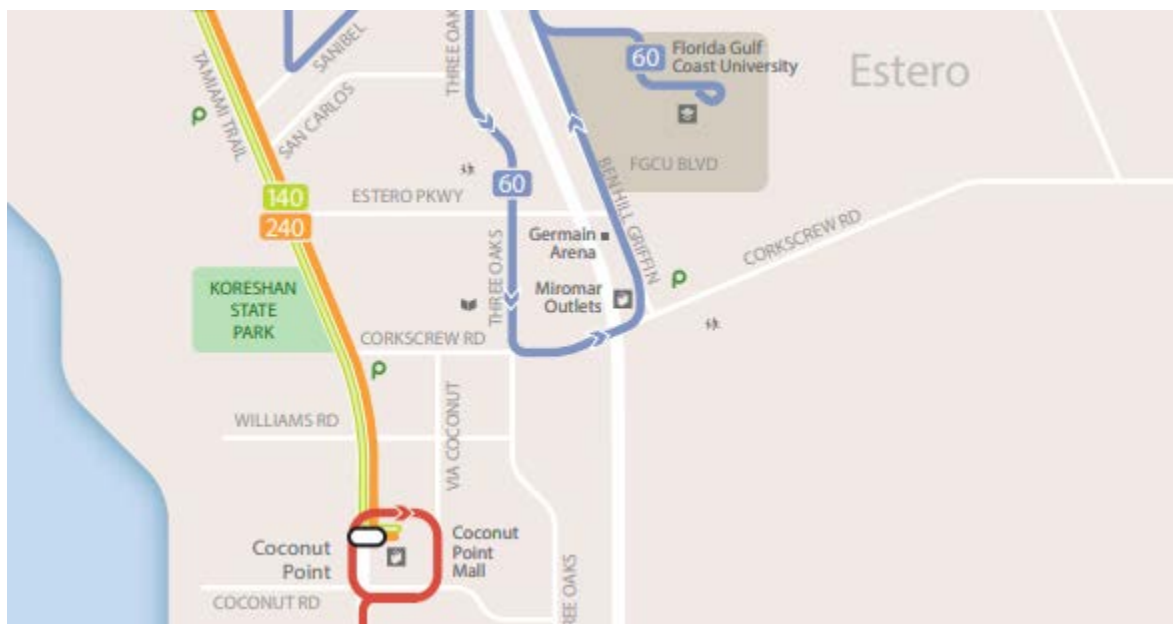 SANIBEL
THREE OAK
60
Florida Gulf
Coast University
Estero
TAMIAMI TRAIL
SAN CARLOS
P
FGCU BLVD
140
240
ESTERO PKWY
60
BEN HILL GRIFFIN
Germain
Arena
CORKSCREW RD
KORESHAN
STATE
PARK
THREE OAKS
Miromar
Outlets
P
CORKSCREW RD
P
WILLIAMS RD
VIA COCONUT
Coconut
Point
Coconut
Point
Mall
COCONUT RD
REE OAKS